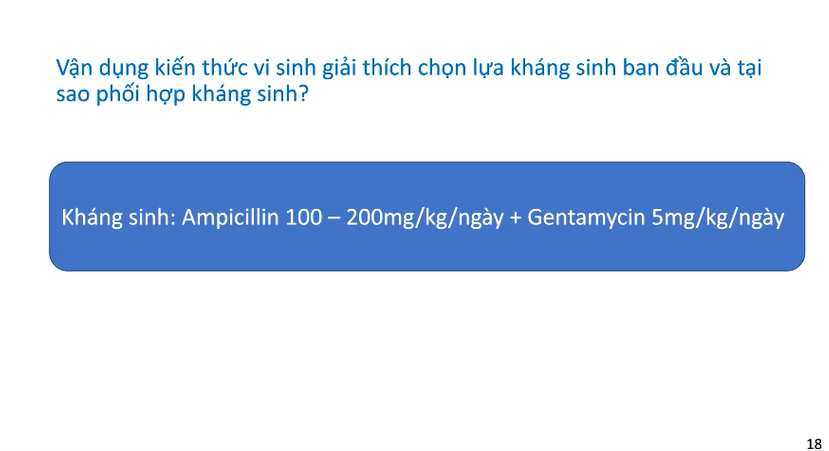 Vận dụng kiến thức vi sinh giải thích chọn lựa kháng sinh ban đầu và tại
sao phối hợp kháng sinh?
Kháng sinh: Ampicillin 100 – 200mg/kg/ngày + Gentamycin 5mg/kg/ngày
18